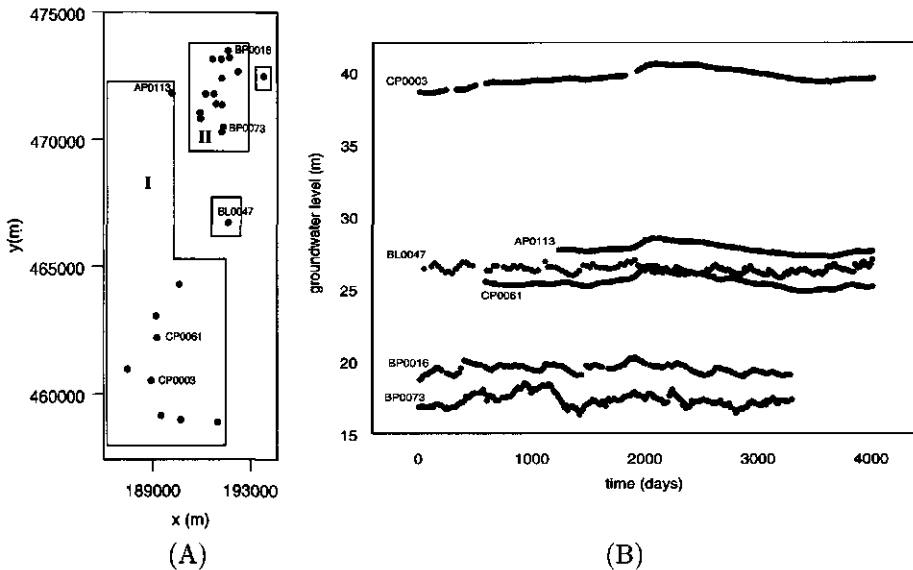 475000
470000
465000
460000
y(m)
BP0016
AP0113
II
BP0073
I
BL0047
CP0061
CP0003
189000 193000
x (m)
(A)
40
35
30
25
20
15
groundwater level (m)
CP0003
AP0113
BL0047
CP0061
BP0016
BP0073
0 1000 2000 3000 4000
time (days)
(B)